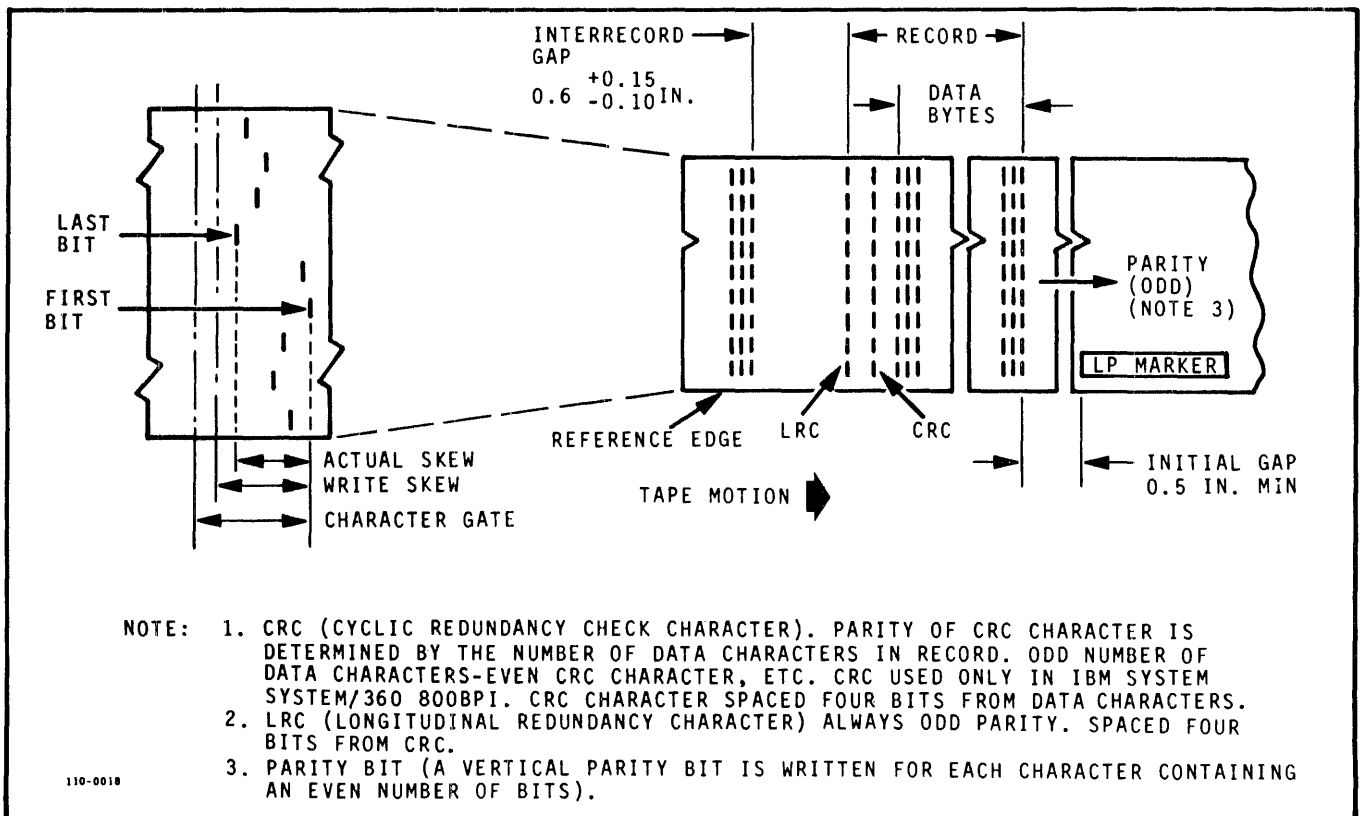 INTERRECORD
GAP
0.6 +0.15 -0.10 IN.
RECORD
DATA
BYTES
LAST
BIT
FIRST
BIT
PARITY
(ODD)
(NOTE 3)
LP MARKER
REFERENCE EDGE
LRC
CRC
ACTUAL SKEW
WRITE SKEW
CHARACTER GATE
TAPE MOTION
INITIAL GAP
0.5 IN. MIN
NOTE: 1. CRC (CYCLIC REDUNDANCY CHECK CHARACTER). PARITY OF CRC CHARACTER IS
DETERMINED BY THE NUMBER OF DATA CHARACTERS IN RECORD. ODD NUMBER OF
DATA CHARACTERS-EVEN CRC CHARACTER, ETC. CRC USED ONLY IN IBM SYSTEM
SYSTEM/360 800BPI. CRC CHARACTER SPACED FOUR BITS FROM DATA CHARACTERS.
2. LRC (LONGITUDINAL REDUNDANCY CHARACTER) ALWAYS ODD PARITY. SPACED FOUR
BITS FROM CRC.
3. PARITY BIT (A VERTICAL PARITY BIT IS WRITTEN FOR EACH CHARACTER CONTAINING
AN EVEN NUMBER OF BITS).
110-0018